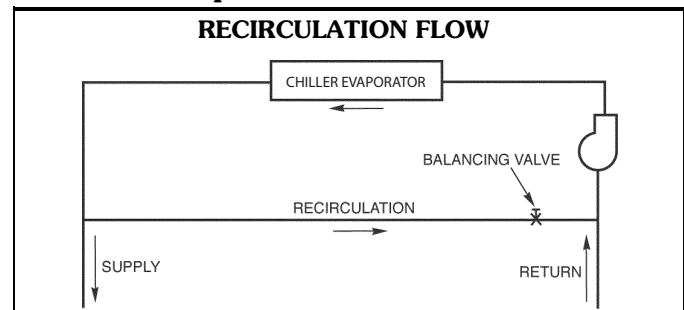 RECIRCULATION FLOW
CHILLER EVAPORATOR
BALANCING VALVE
RECIRCULATION
SUPPLY
RETURN